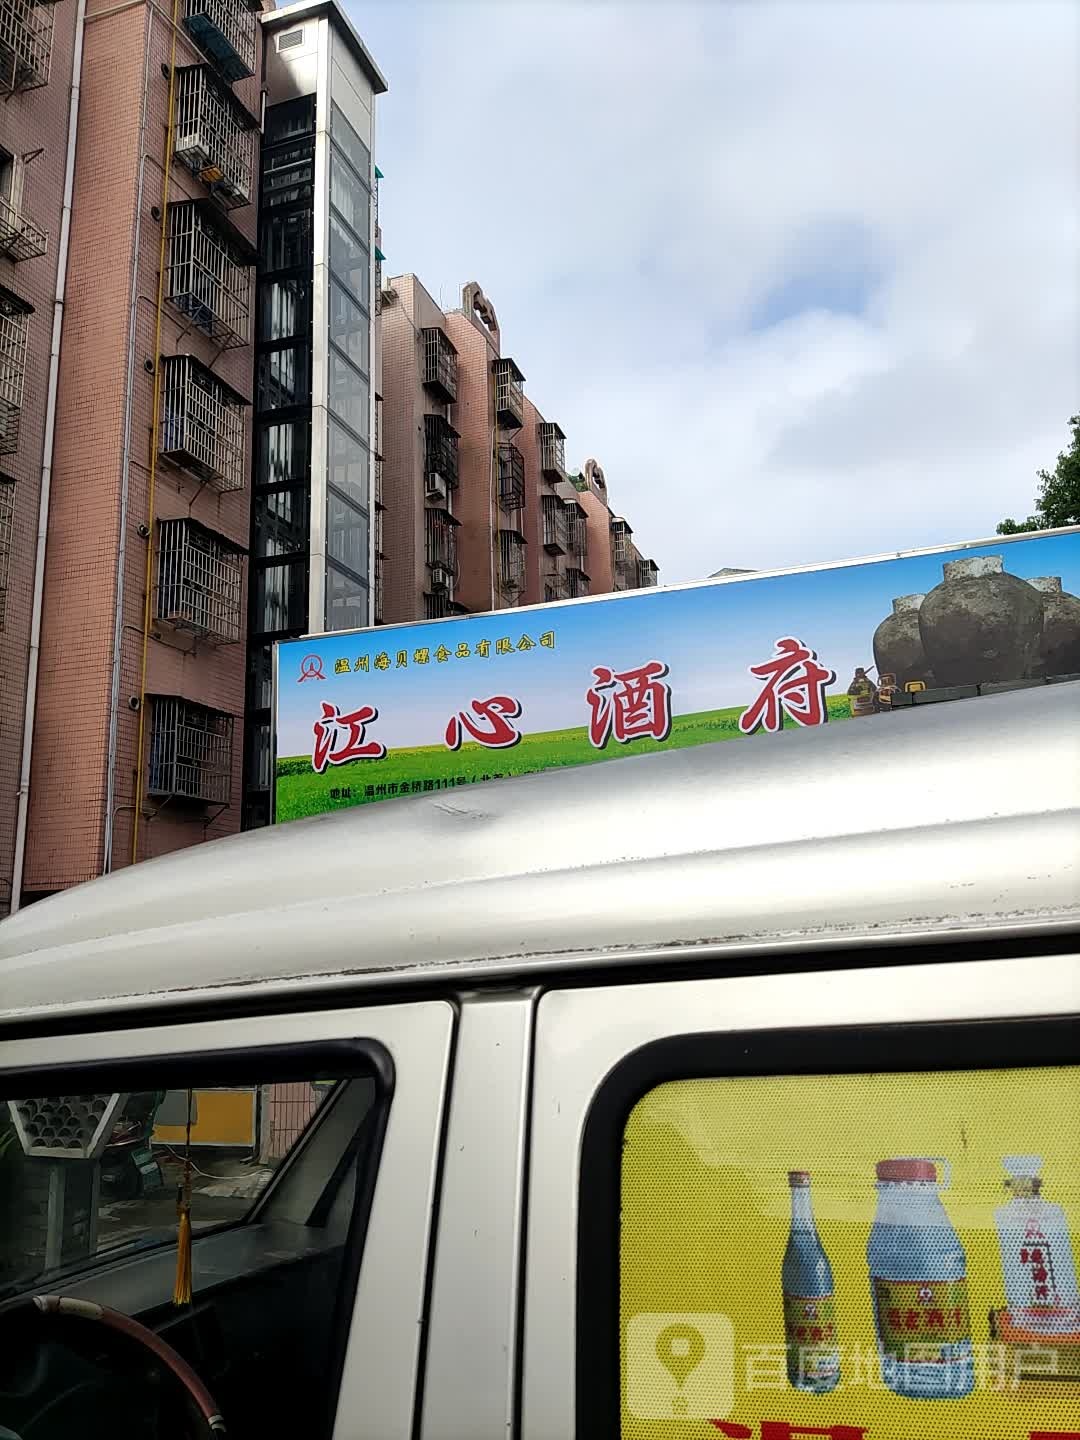 温州海贝螺食品有限公司
江心酒府
地址：温州市金桥路111号（北
百度地图用户